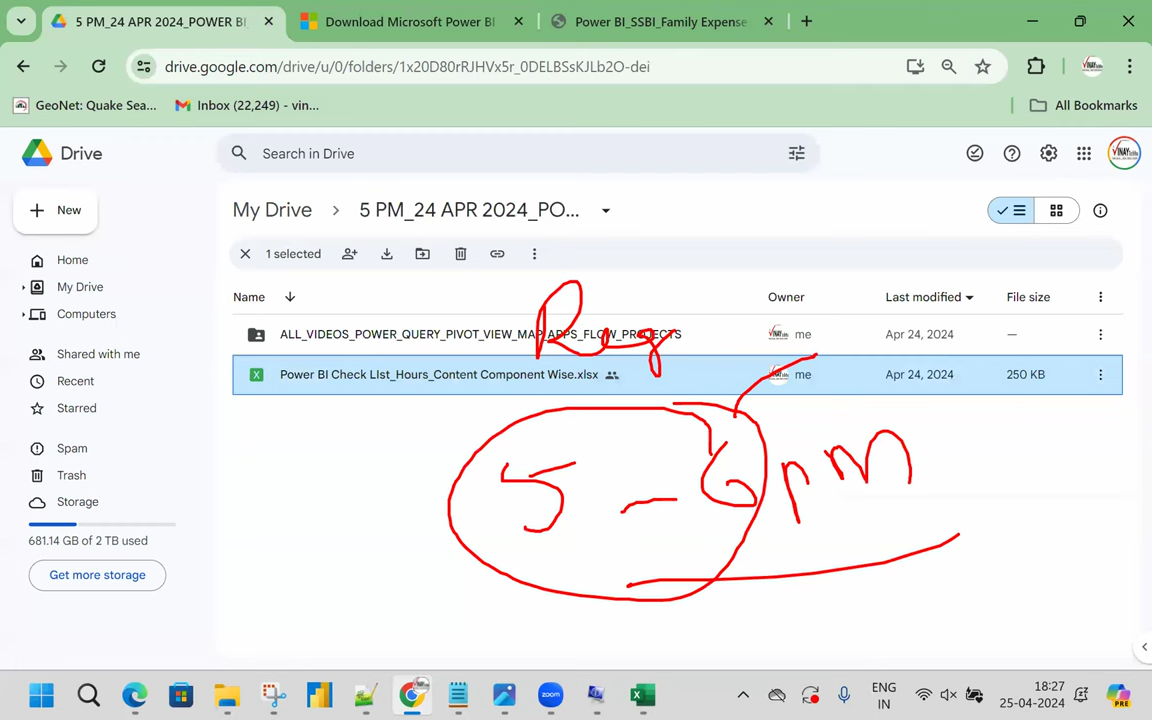 5 PM_24 APR 2024_POWER BI
Download Microsoft Power BI
Power BI_SSBI_Family Expense
drive.google.com/drive/u/0/folders/1x20D80rRJHVx5r_0DELBSsKJLb2O-dei
GeoNet: Quake Sea...
Inbox (22,249) - vin...
All Bookmarks
Drive
Search in Drive
New
My Drive
5 PM_24 APR 2024_PO...
1 selected
Home
My Drive
Computers
Shared with me
Recent
Starred
Spam
Trash
Storage
681.14 GB of 2 TB used
Get more storage
Name
Owner
Last modified
File size
ALL_VIDEOS_POWER_QUERY_PIVOT_VIEW_MAP_APPS_FLOW_PROJECTS
me
Apr 24, 2024
—
Power BI Check LIst_Hours_Content Component Wise.xlsx
me
Apr 24, 2024
250 KB
Reg
5 - 6 PM
zoom
ENG
IN
18:27
25-04-2024
PRE